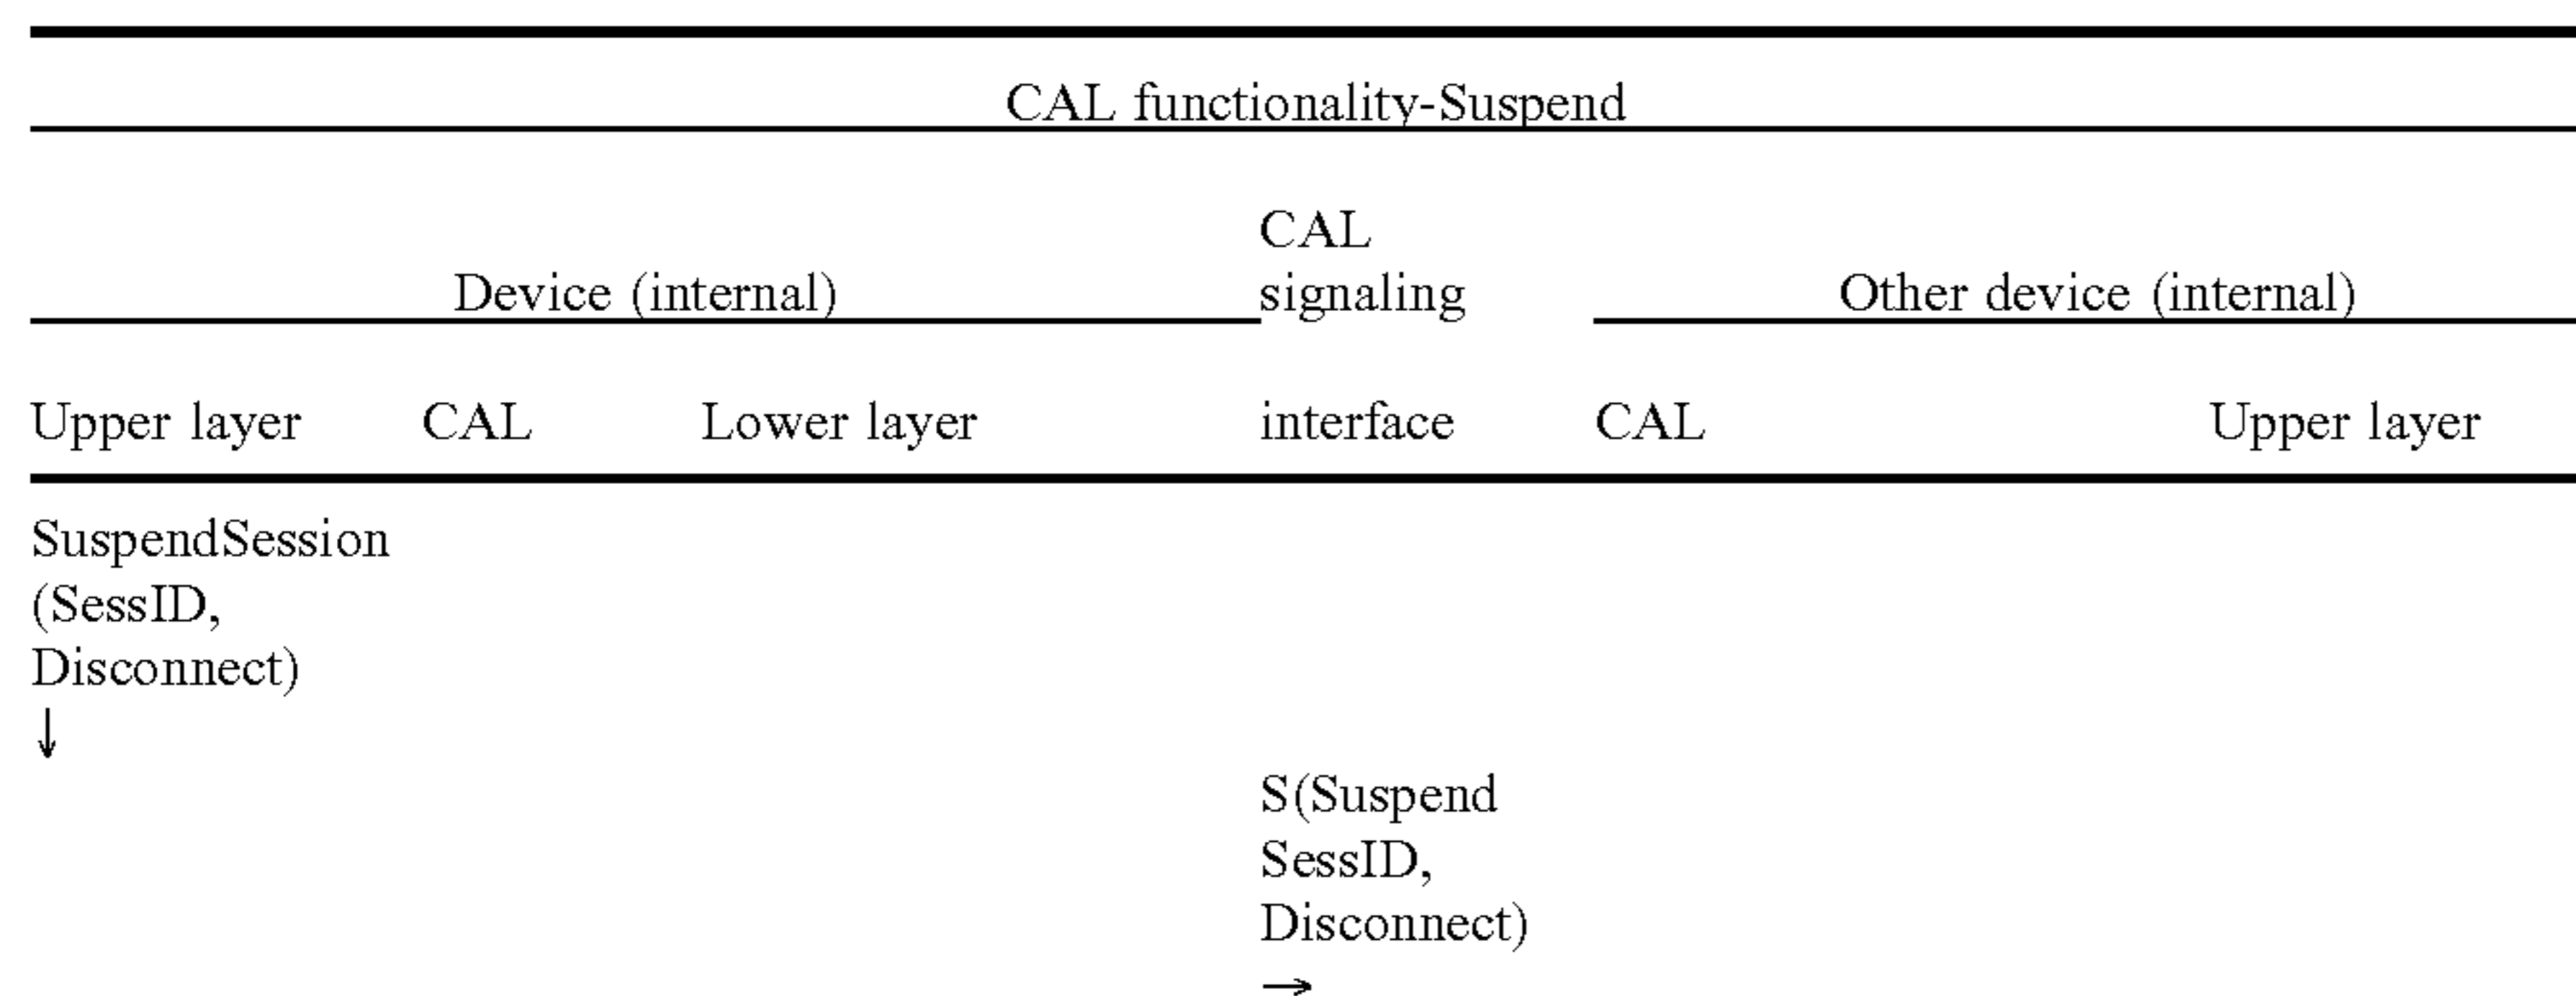 CAL functionality-Suspend
CAL
Device (internal) signaling Other device (internal)
Upper layer CAL Lower layer interface CAL Upper layer
SuspendSession
(SessID,
Disconnect)
↓
S(Suspend
SessID,
Disconnect)
→